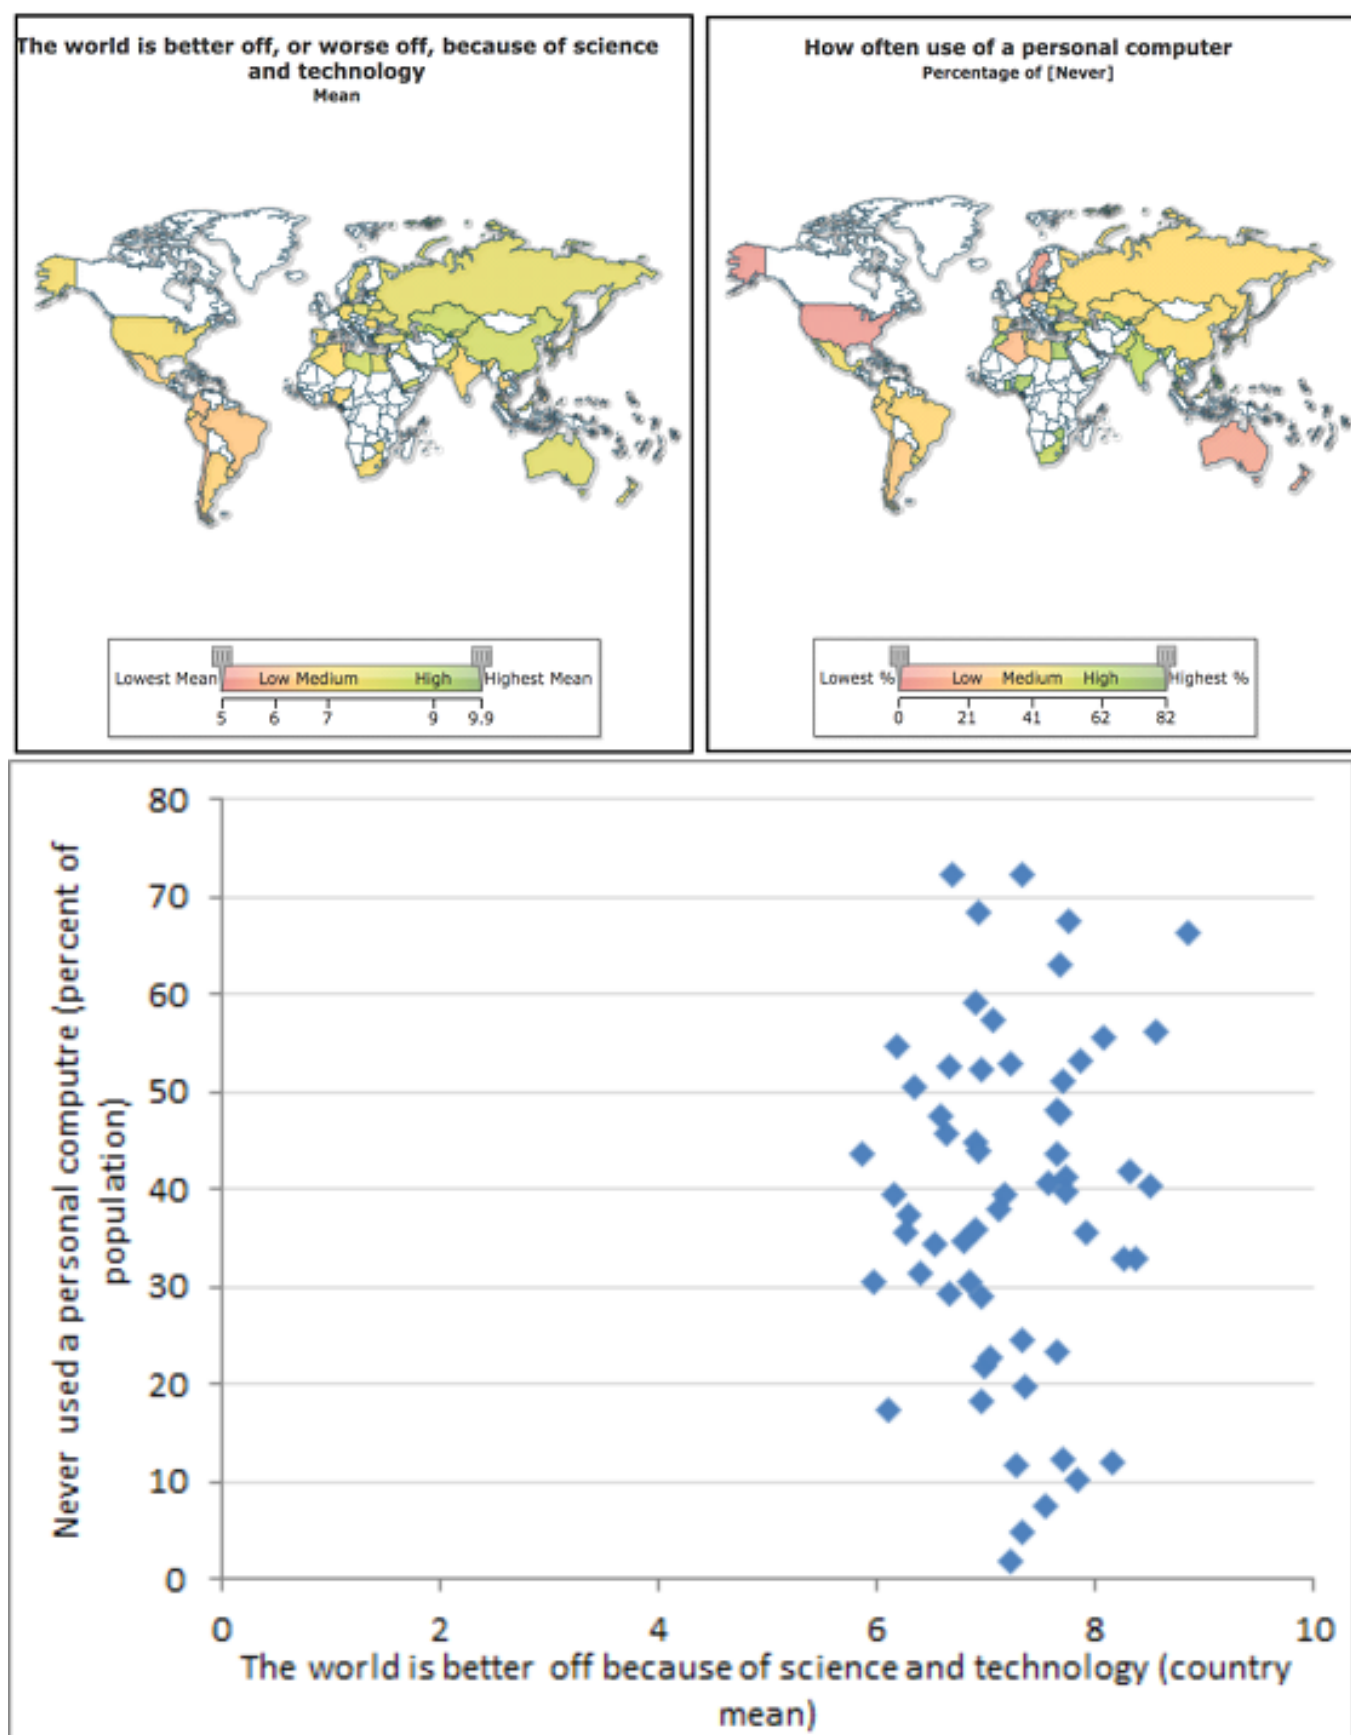 The world is better off, or worse off, because of science
and technology
Mean
Lowest Mean Low Medium High Highest Mean
5 6 7 9 9.9
How often use of a personal computer
Percentage of [Never]
Lowest % Low Medium High Highest %
0 21 41 62 82
Never used a personal computre (percent of
population)
80
70
60
50
40
30
20
10
0
0 2 4 6 8 10
The world is better off because of science and technology (country
mean)